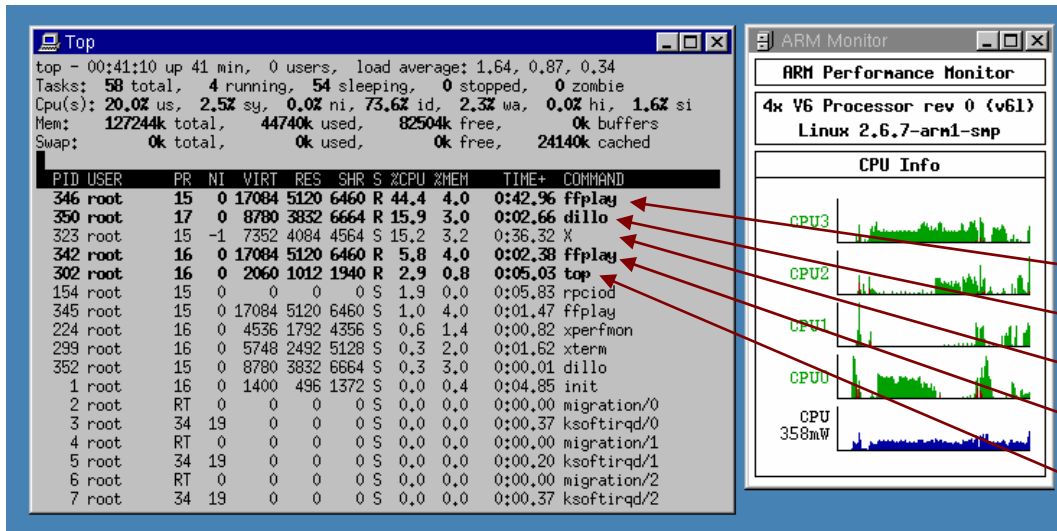 Top
top - 00:41:10 up 41 min, 0 users, load average: 1.64, 0.87, 0.34
Tasks: 58 total, 4 running, 54 sleeping, 0 stopped, 0 zombie
Cpu(s): 20.0% us, 2.5% sy, 0.0% ni, 73.6% id, 2.3% wa, 0.0% hi, 1.6% si
Mem: 127244k total, 44740k used, 82504k free, 0k buffers
Swap: 0k total, 0k used, 0k free, 24140k cached
PID USER PR NI VIRT RES SHR S %CPU %MEM TIME+ COMMAND
346 root 15 0 17084 5120 6460 R 44.4 4.0 0:42.96 ffplay
350 root 17 0 8780 3832 6664 R 15.9 3.0 0:02.66 dillo
323 root 15 -1 7352 4084 4564 S 15.2 3.2 0:36.32 X
342 root 16 0 17084 5120 6460 R 5.8 4.0 0:02.38 ffplay
302 root 16 0 2060 1012 1940 R 2.9 0.8 0:05.03 top
154 root 15 0 0 0 0 S 1.9 0.0 0:05.83 rpciod
345 root 15 0 17084 5120 6460 S 1.0 4.0 0:01.47 ffplay
224 root 16 0 4536 1792 4356 S 0.6 1.4 0:00.82 xperfmon
299 root 16 0 5748 2492 5128 S 0.3 2.0 0:01.62 xterm
352 root 15 0 8780 3832 6664 S 0.3 3.0 0:00.01 dillo
1 root 16 0 1400 496 1372 S 0.0 0.4 0:04.85 init
2 root RT 0 0 0 0 S 0.0 0.0 0:00.00 migration/0
3 root 34 19 0 0 0 S 0.0 0.0 0:00.37 ksoftirqd/0
4 root RT 0 0 0 0 S 0.0 0.0 0:00.00 migration/1
5 root 34 19 0 0 0 S 0.0 0.0 0:00.20 ksoftirqd/1
6 root RT 0 0 0 0 S 0.0 0.0 0:00.00 migration/2
7 root 34 19 0 0 0 S 0.0 0.0 0:00.37 ksoftirqd/2
ARM Monitor
ARM Performance Monitor
4x V6 Processor rev 0 (v6l)
Linux 2.6.7-arm1-smp
CPU Info
CPU3
CPU2
CPU1
CPU0
CPU
358mW